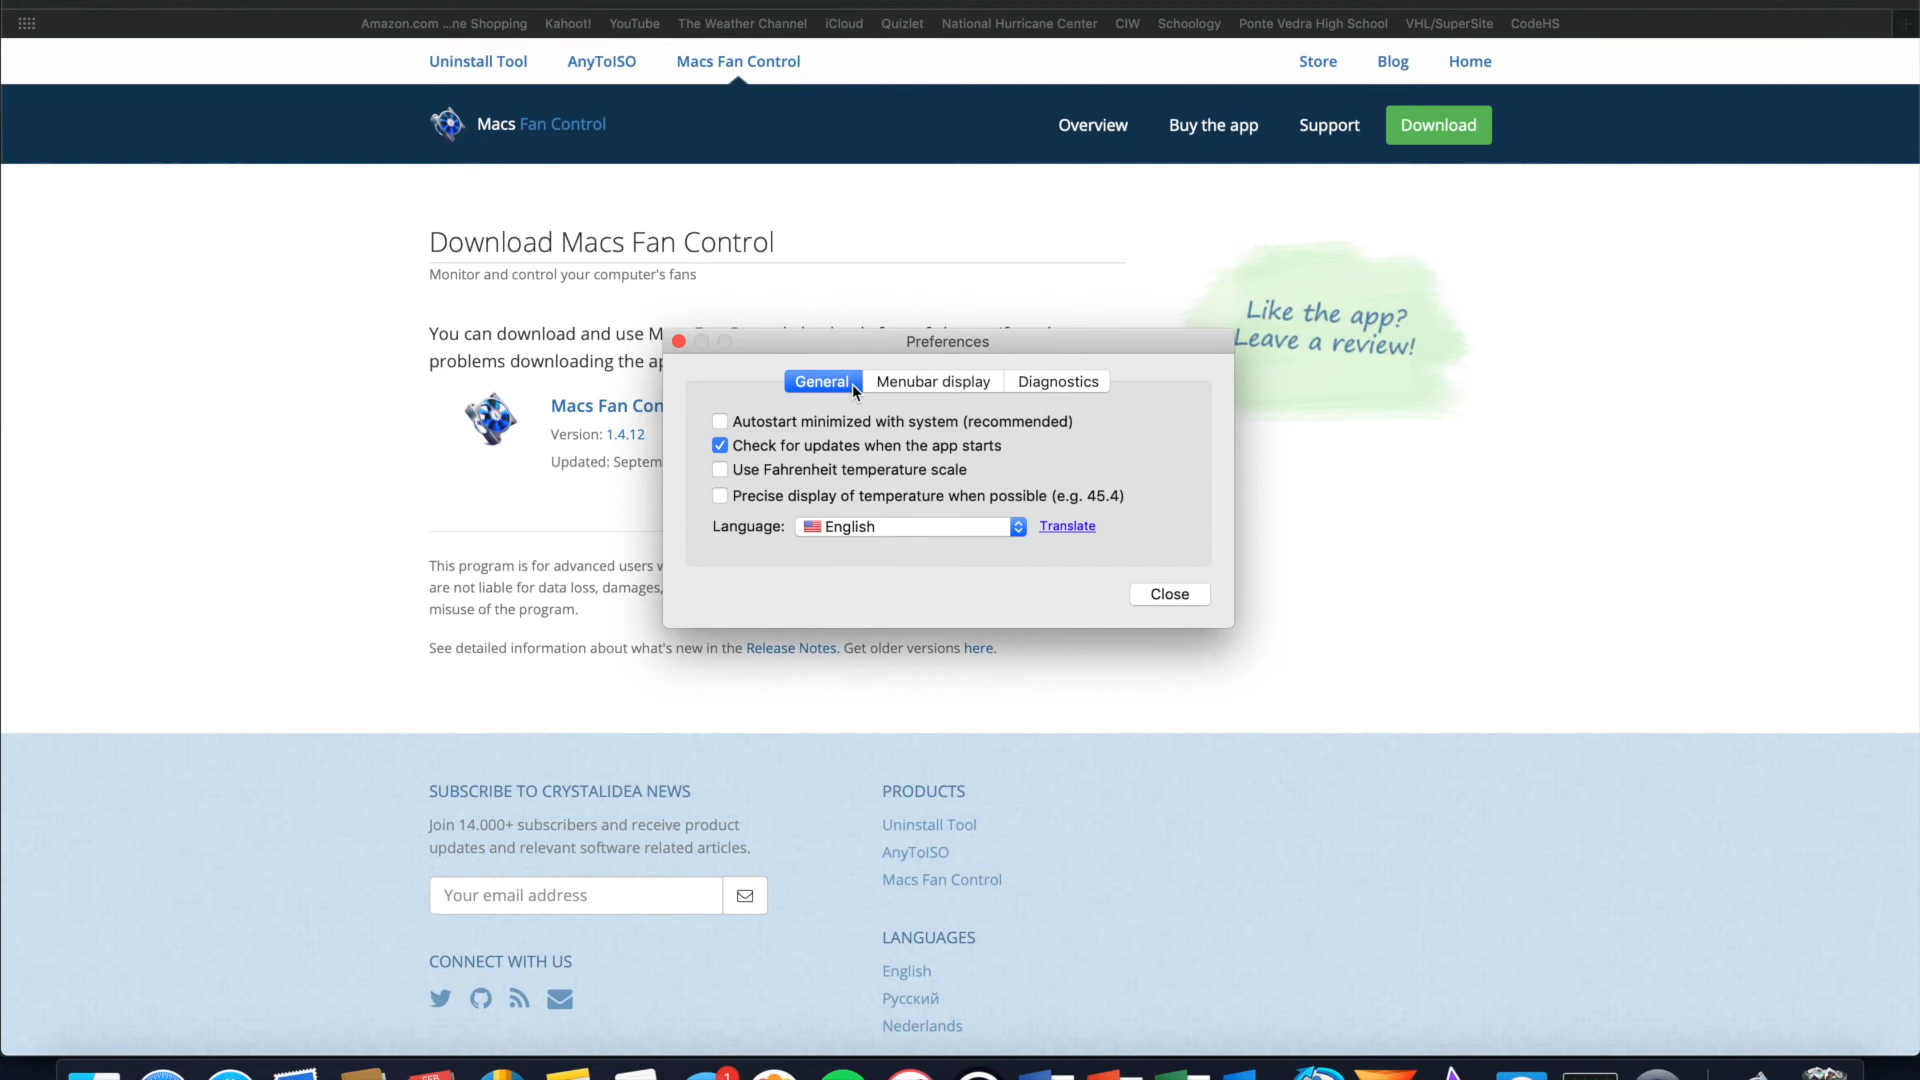 Amazon.com ...ne Shopping Kahoot! YouTube The Weather Channel iCloud Quizlet National Hurricane Center CIW Schoology Ponte Vedra High School VHL/SuperSite CodeHS
Uninstall Tool AnyToISO Macs Fan Control Store Blog Home
Macs Fan Control Overview Buy the app Support Download
Download Macs Fan Control
Monitor and control your computer's fans
Like the app?
Leave a review!
You can download and use M
problems downloading the ap
Macs Fan Con
Version: 1.4.12
Updated: Septem
Preferences
General Menubar display Diagnostics
Autostart minimized with system (recommended)
Check for updates when the app starts
Use Fahrenheit temperature scale
Precise display of temperature when possible (e.g. 45.4)
Language: English Translate
Close
This program is for advanced users w
are not liable for data loss, damages,
misuse of the program.
See detailed information about what's new in the Release Notes. Get older versions here.
SUBSCRIBE TO CRYSTALIDEA NEWS
Join 14.000+ subscribers and receive product
updates and relevant software related articles.
Your email address
CONNECT WITH US
PRODUCTS
Uninstall Tool
AnyToISO
Macs Fan Control
LANGUAGES
English
Русский
Nederlands
FEB
1